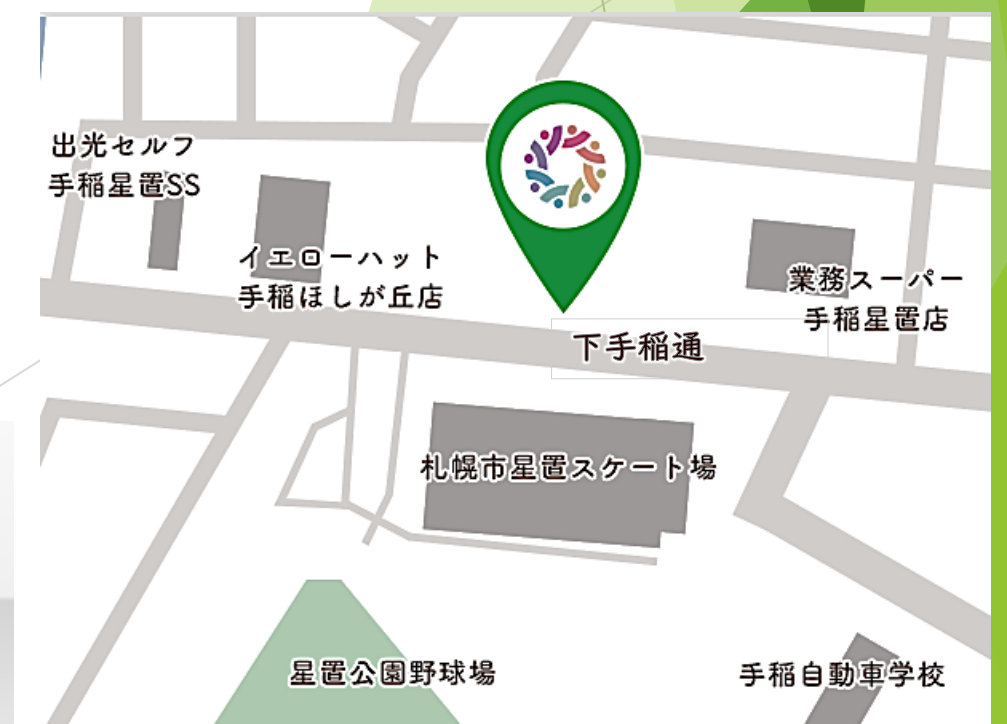 出光セルフ
手稲星置SS
イエローハット
手稲ほしが丘店
業務スーパー
手稲星置店
下手稲通
札幌市星置スケート場
星置公園野球場
手稲自動車学校